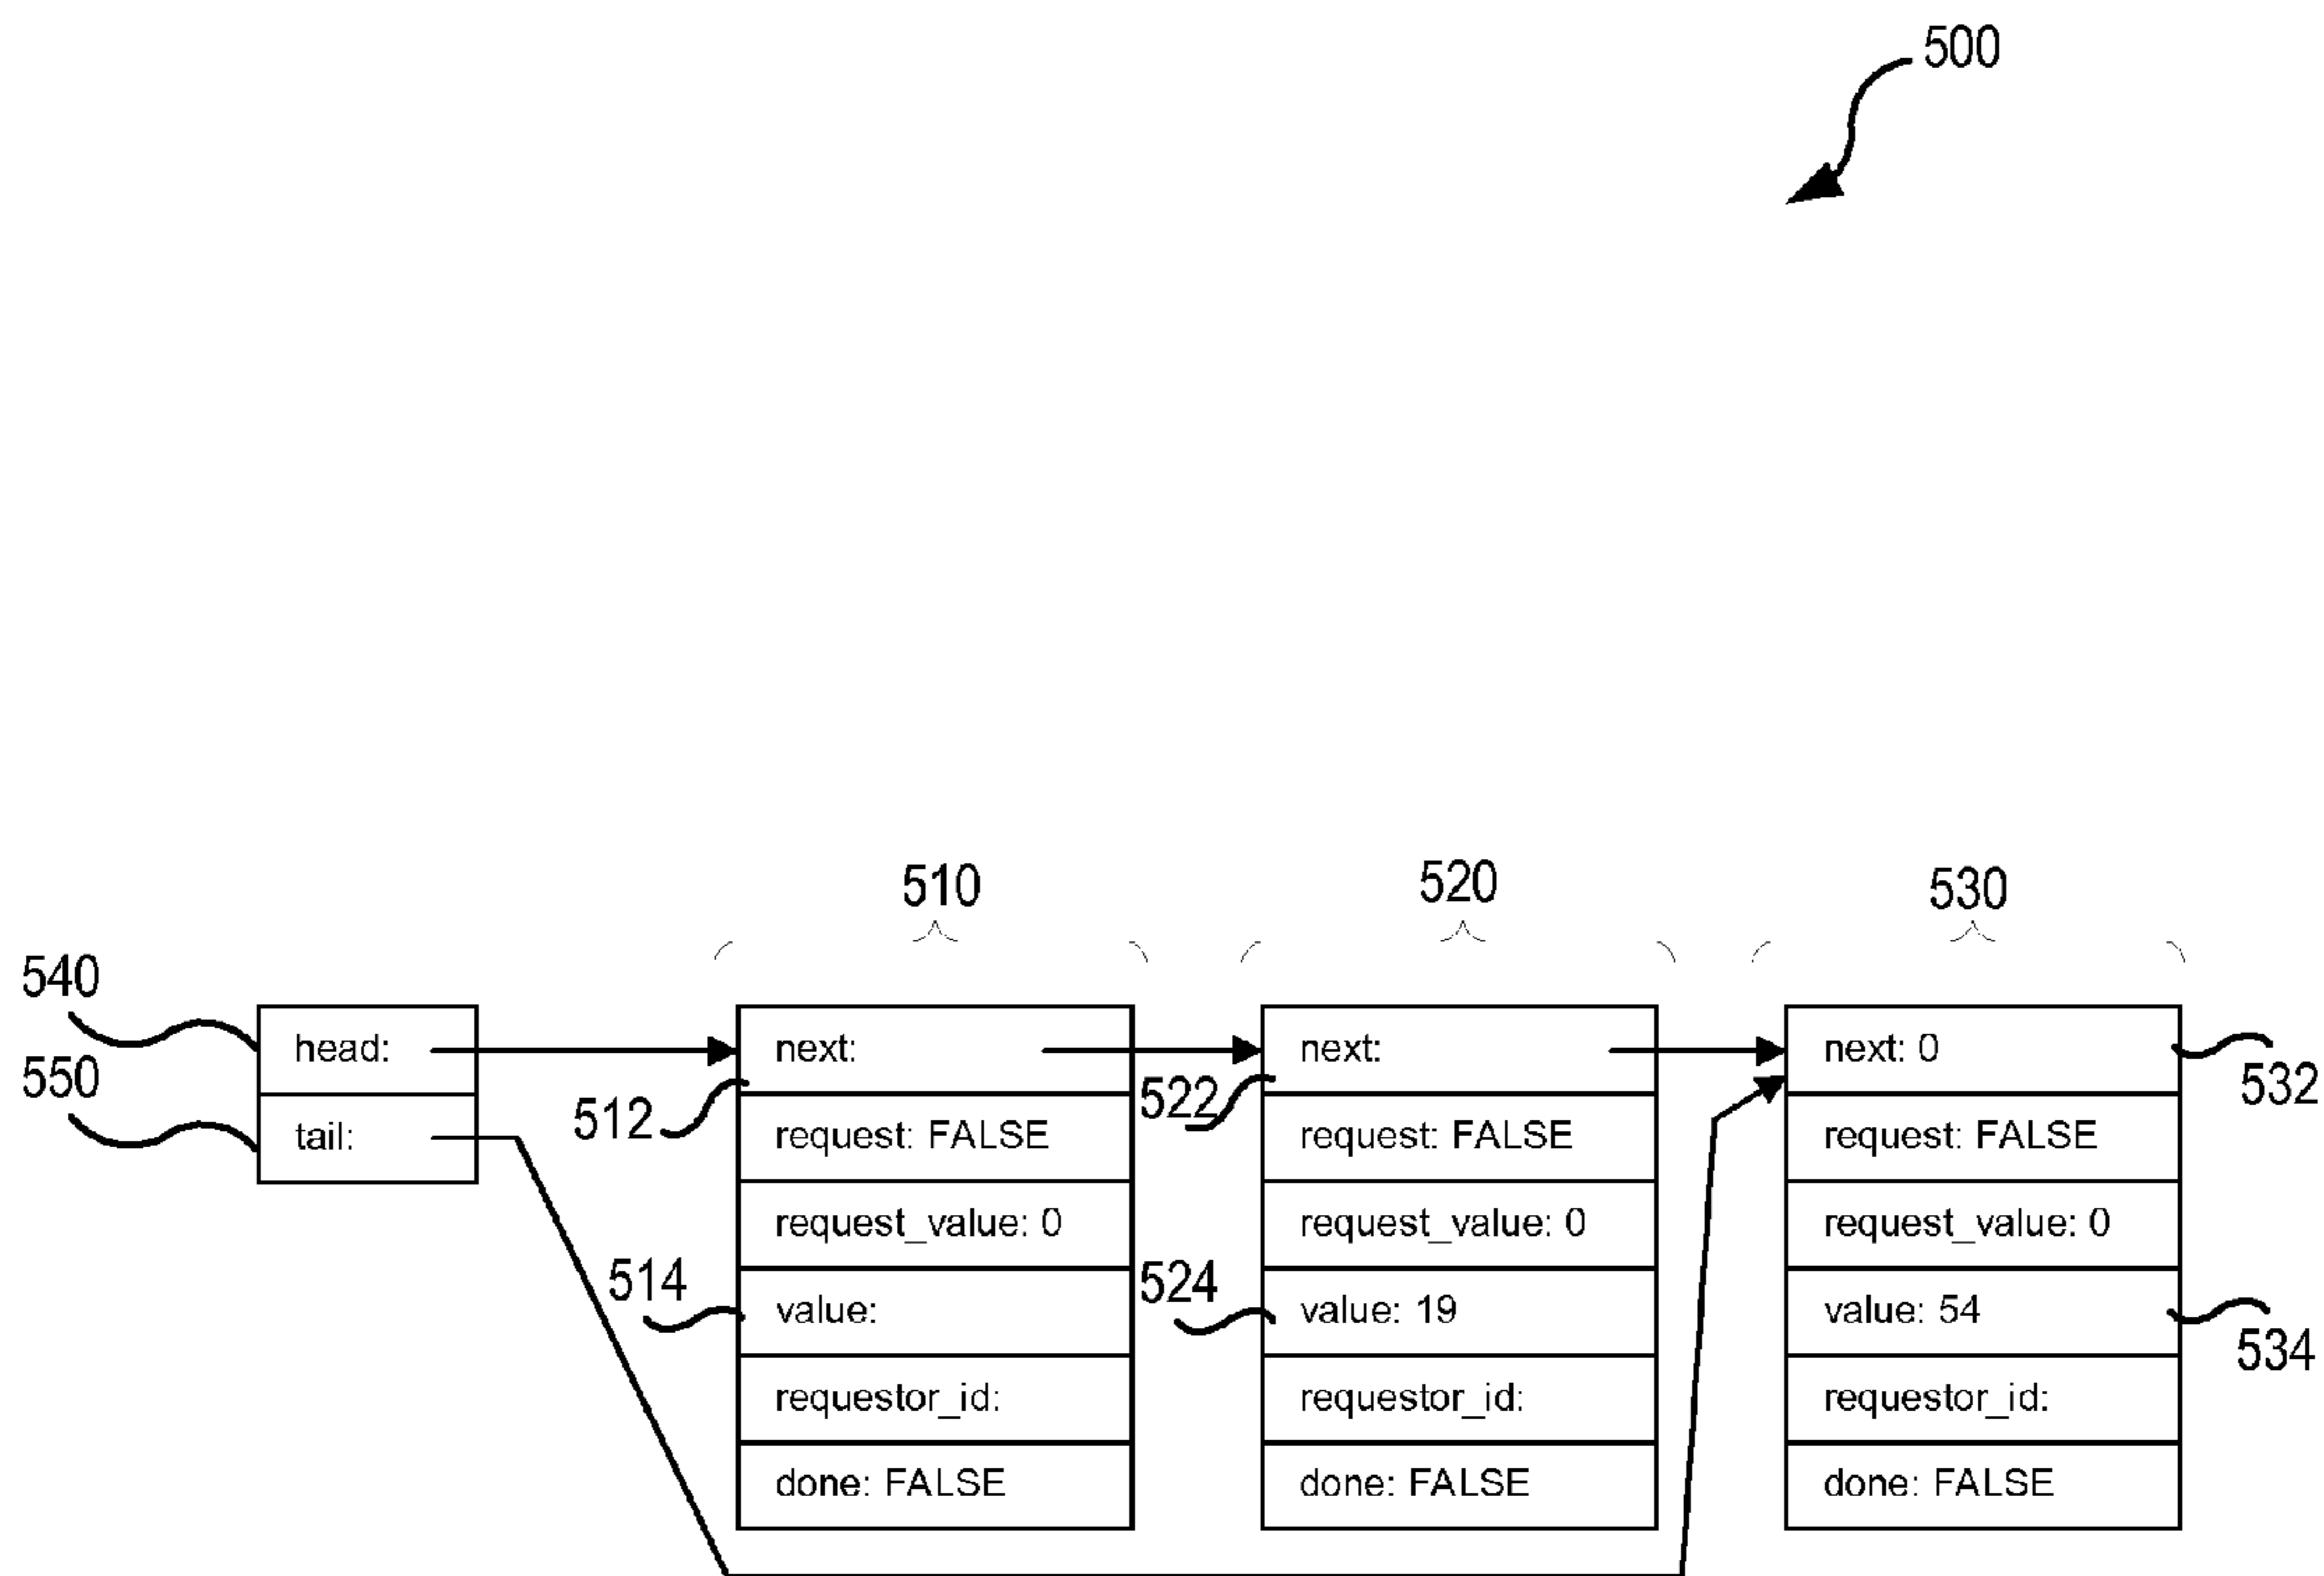 500
510 520 530
540
head: next: next: next: 0
550 512 522 532
tail: request: FALSE request: FALSE request: FALSE
request_value: 0 request_value: 0 request_value: 0
514 524
value: value: 19 value: 54
534
requestor_id: requestor_id: requestor_id:
done: FALSE done: FALSE done: FALSE